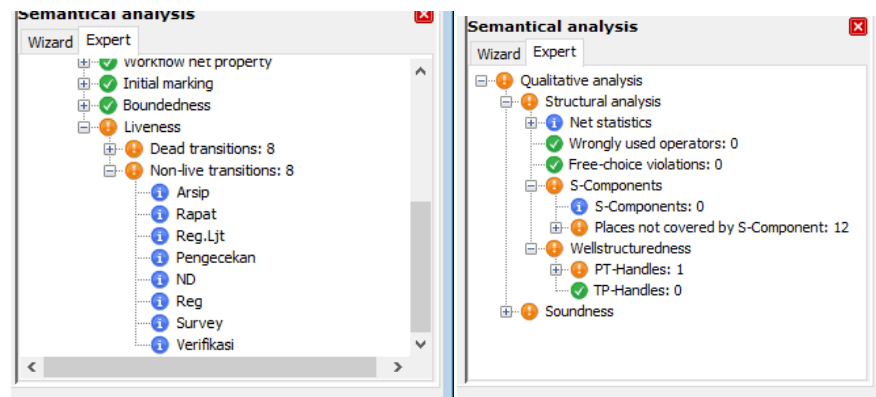 Semantical analysis
Wizard Expert
Workflow net property
Initial marking
Boundedness
Liveness
Dead transitions: 8
Non-live transitions: 8
Arsip
Rapat
Reg.Ljt
Pengecekan
ND
Reg
Survey
Verifikasi
Semantical analysis
Wizard Expert
Qualitative analysis
Structural analysis
Net statistics
Wrongly used operators: 0
Free-choice violations: 0
S-Components
S-Components: 0
Places not covered by S-Component: 12
Wellstructuredness
PT-Handles: 1
TP-Handles: 0
Soundness